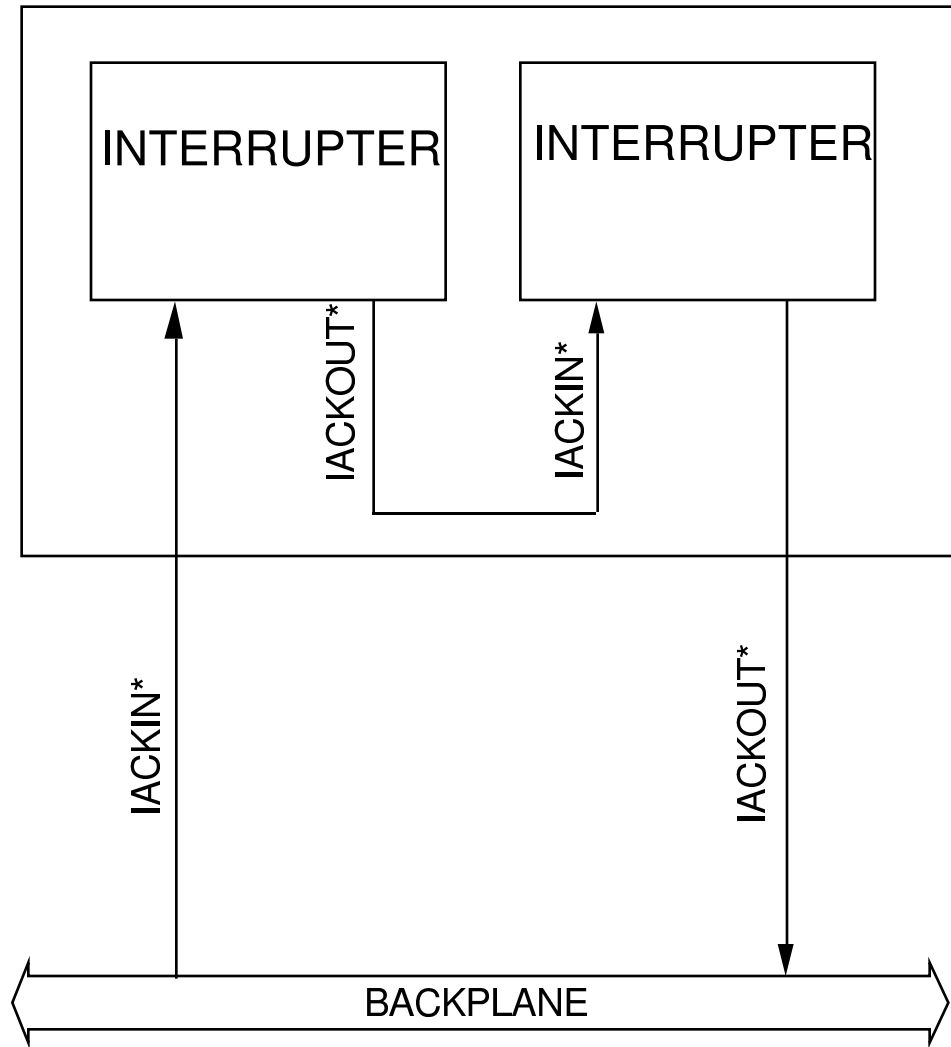 INTERRUPTER
INTERRUPTER
IACKOUT*
IACKIN*
IACKIN*
IACKOUT*
BACKPLANE